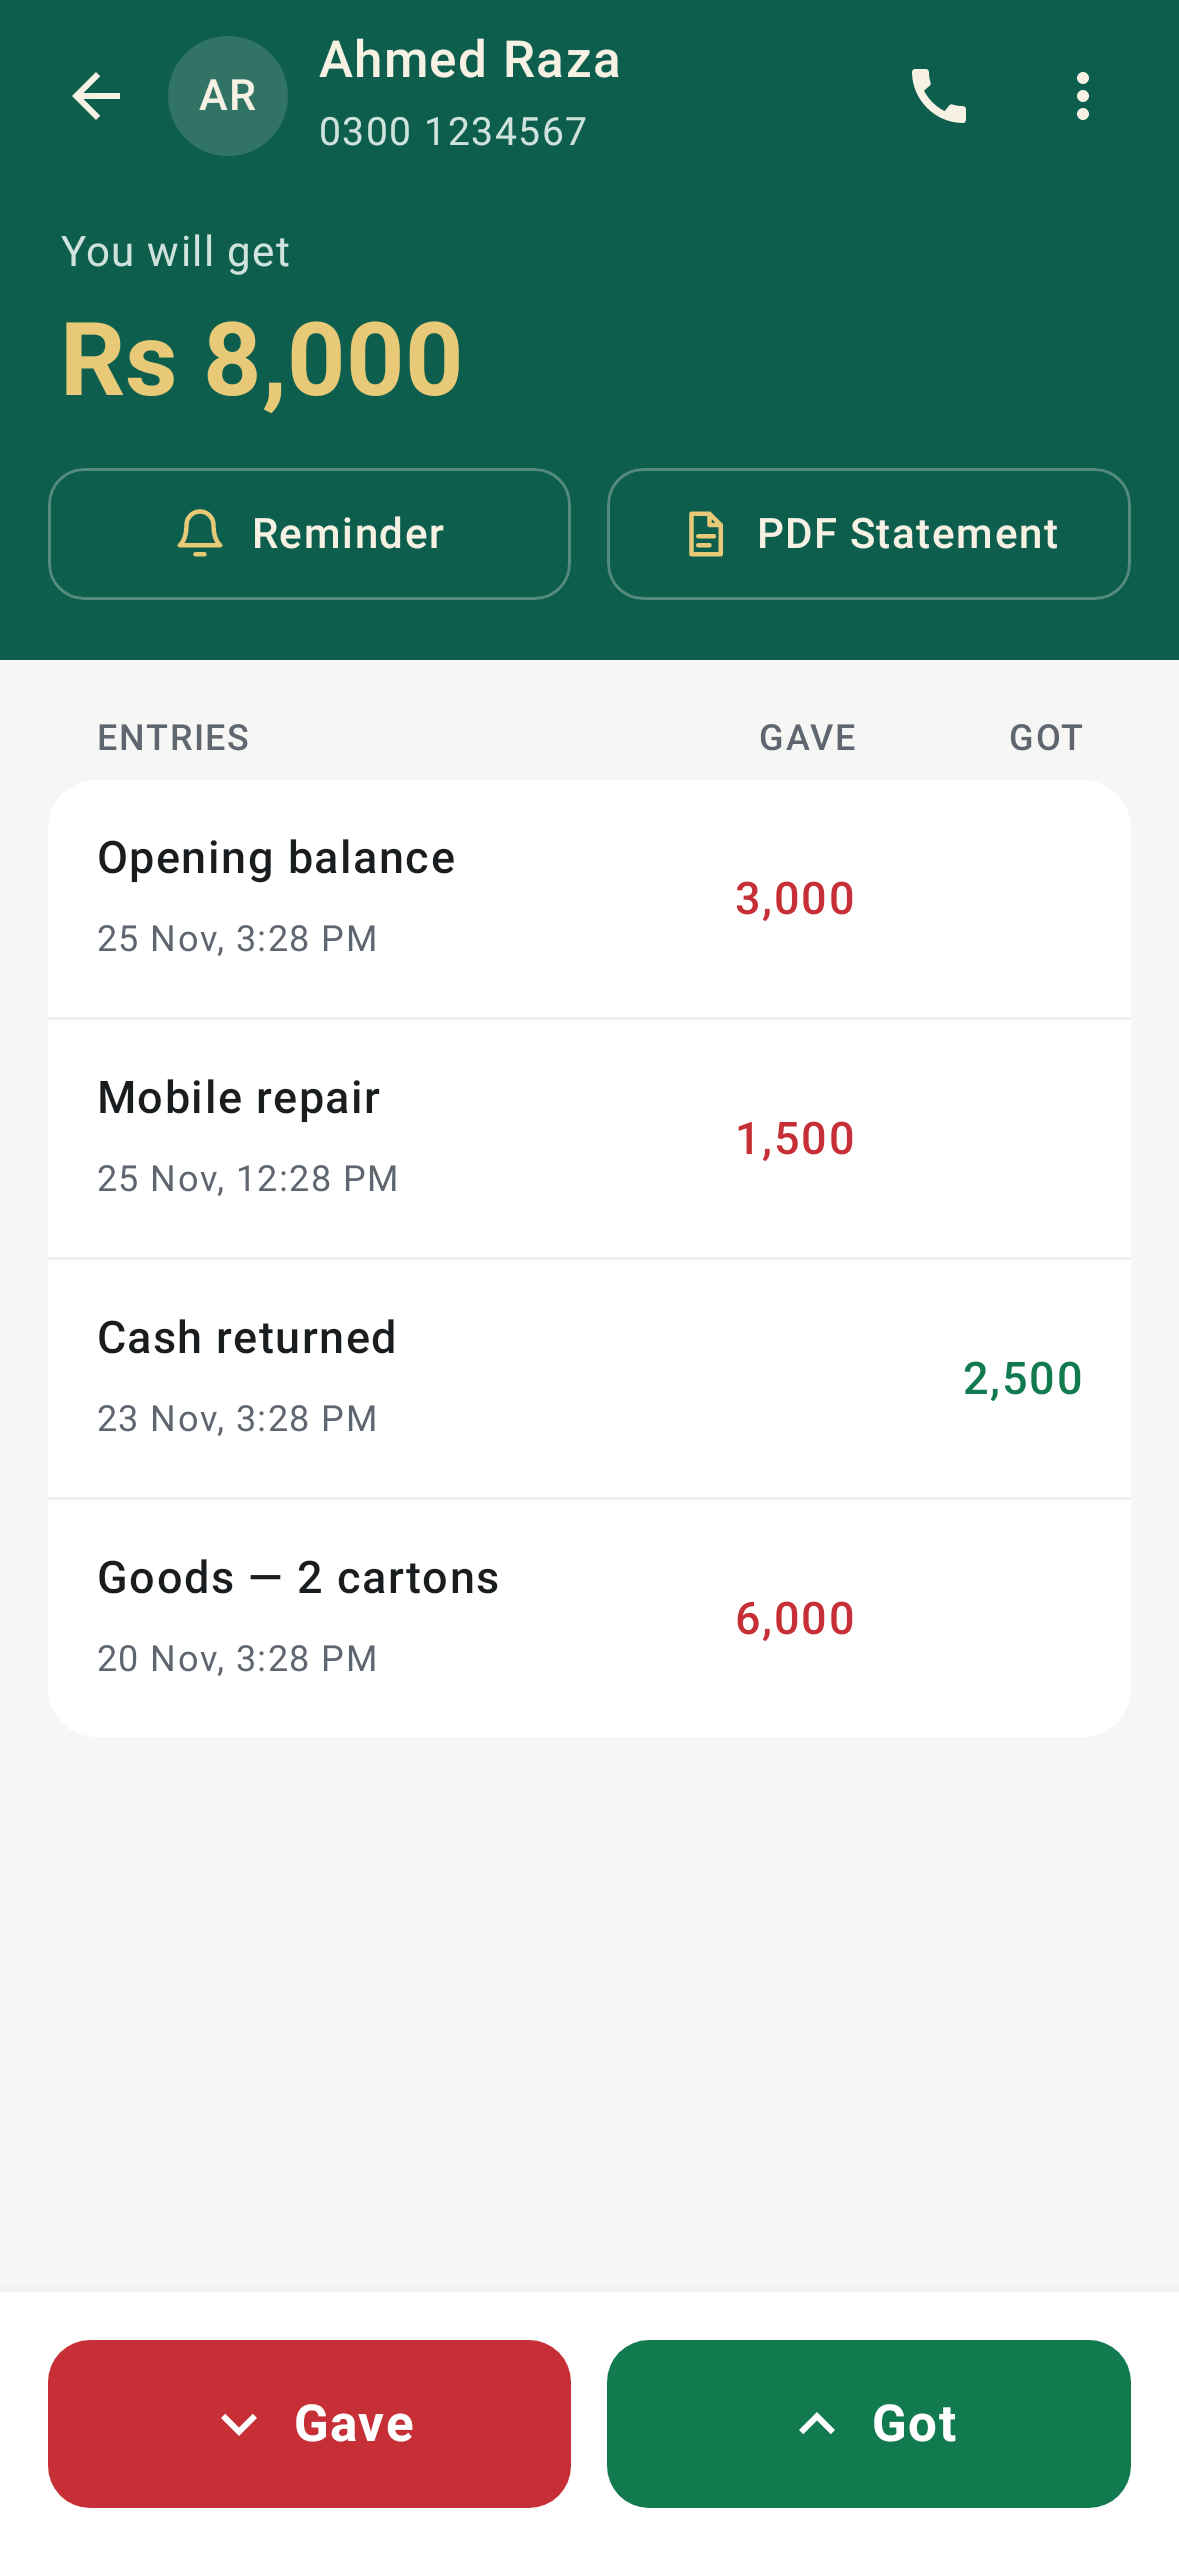 AR
Ahmed Raza
0300 1234567
You will get
Rs 8,000
Reminder
PDF Statement
ENTRIES GAVE GOT
Opening balance
25 Nov, 3:28 PM
3,000
Mobile repair
25 Nov, 12:28 PM
1,500
Cash returned
23 Nov, 3:28 PM
2,500
Goods — 2 cartons
20 Nov, 3:28 PM
6,000
Gave
Got